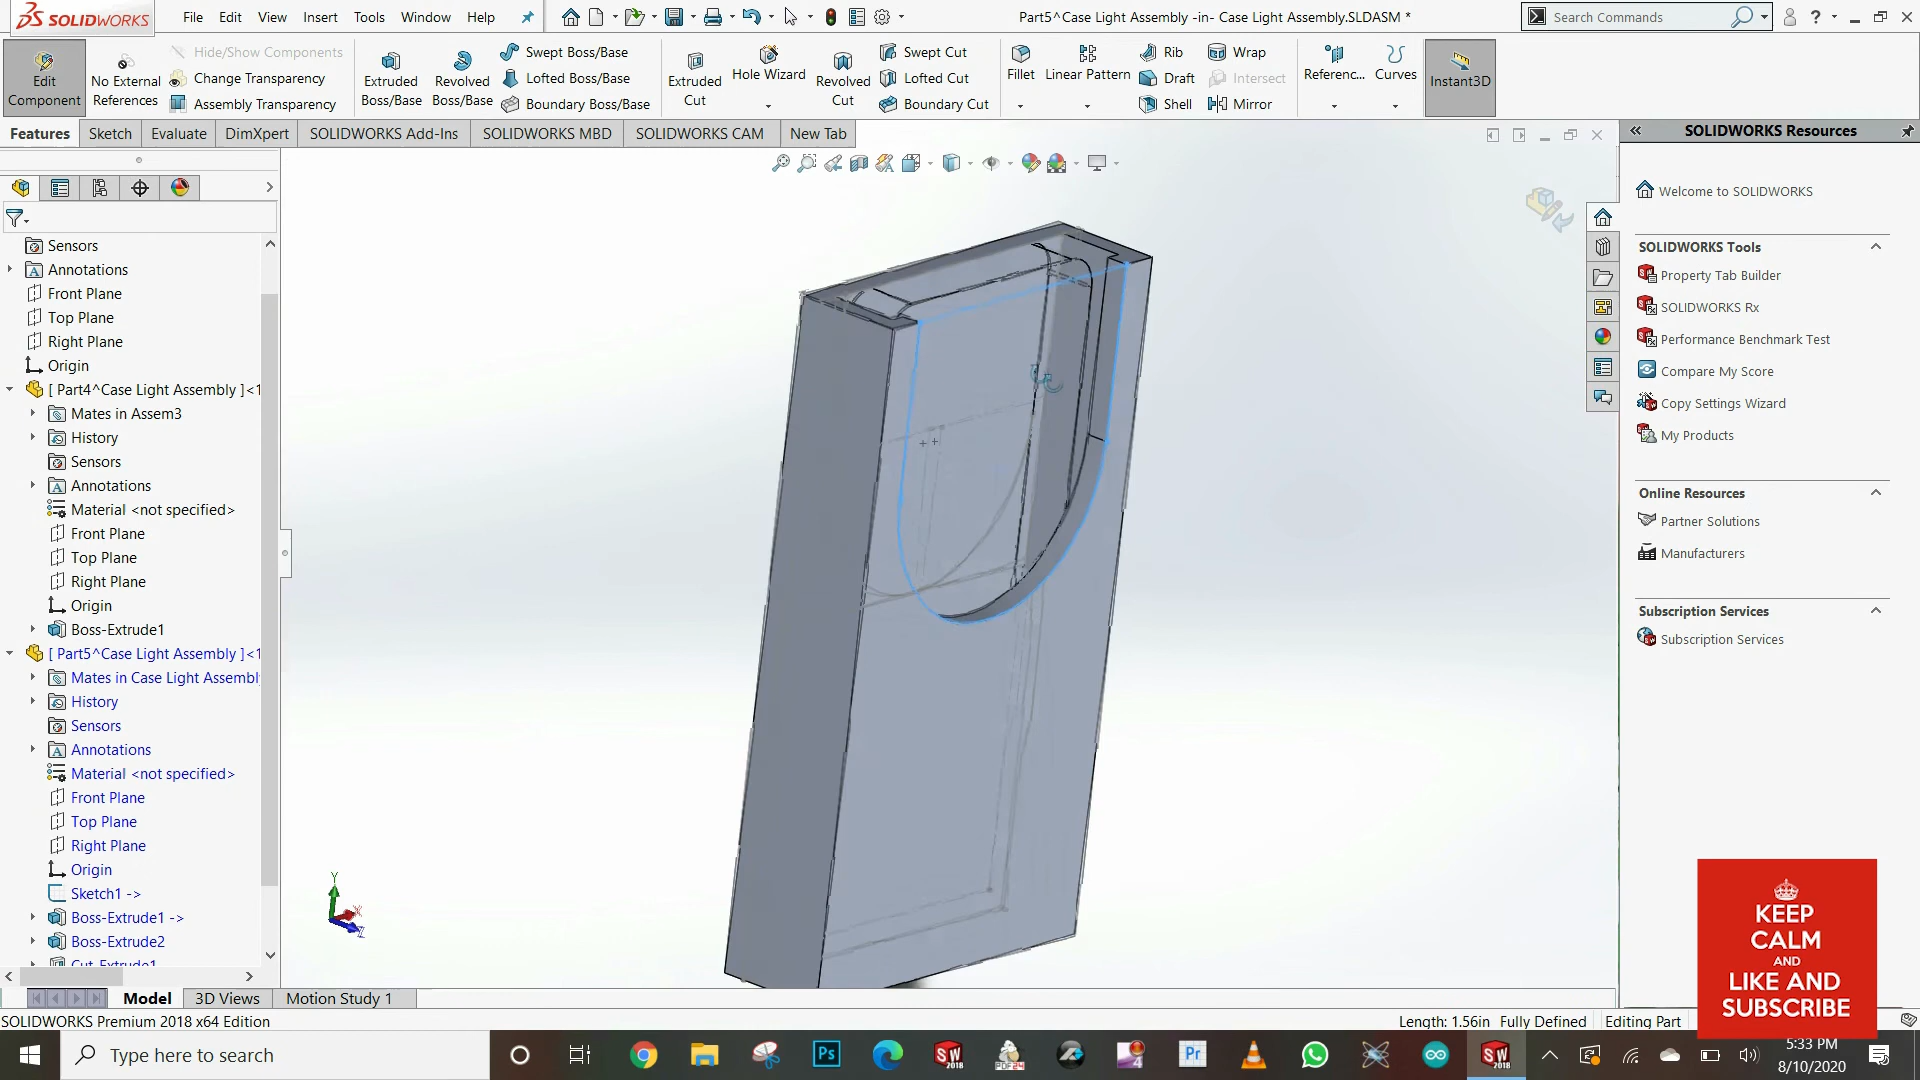 SOLIDWORKS
File Edit View Insert Tools Window Help
Part5^Case Light Assembly -in- Case Light Assembly.SLDASM *
Search Commands
Edit Component
No External References
Hide/Show Components
Change Transparency
Assembly Transparency
Extruded Boss/Base
Revolved Boss/Base
Swept Boss/Base
Lofted Boss/Base
Boundary Boss/Base
Extruded Cut
Hole Wizard
Revolved Cut
Swept Cut
Lofted Cut
Boundary Cut
Fillet
Linear Pattern
Rib
Draft
Shell
Wrap
Intersect
Mirror
Referenc...
Curves
Instant3D
Features Sketch Evaluate DimXpert SOLIDWORKS Add-Ins SOLIDWORKS MBD SOLIDWORKS CAM New Tab
Sensors
Annotations
Front Plane
Top Plane
Right Plane
Origin
[ Part4^Case Light Assembly ]<1
Mates in Assem3
History
Sensors
Annotations
Material <not specified>
Front Plane
Top Plane
Right Plane
Origin
Boss-Extrude1
[ Part5^Case Light Assembly ]<1
Mates in Case Light Assembl
History
Sensors
Annotations
Material <not specified>
Front Plane
Top Plane
Right Plane
Origin
Sketch1 ->
Boss-Extrude1 ->
Boss-Extrude2
Cut-Extrude1
Y
X
Z
SOLIDWORKS Resources
Welcome to SOLIDWORKS
SOLIDWORKS Tools
Property Tab Builder
SOLIDWORKS Rx
Performance Benchmark Test
Compare My Score
Copy Settings Wizard
My Products
Online Resources
Partner Solutions
Manufacturers
Subscription Services
Subscription Services
KEEP
CALM
AND
LIKE AND
SUBSCRIBE
Model 3D Views Motion Study 1
SOLIDWORKS Premium 2018 x64 Edition
Length: 1.56in Fully Defined Editing Part
Type here to search
5:33 PM
8/10/2020